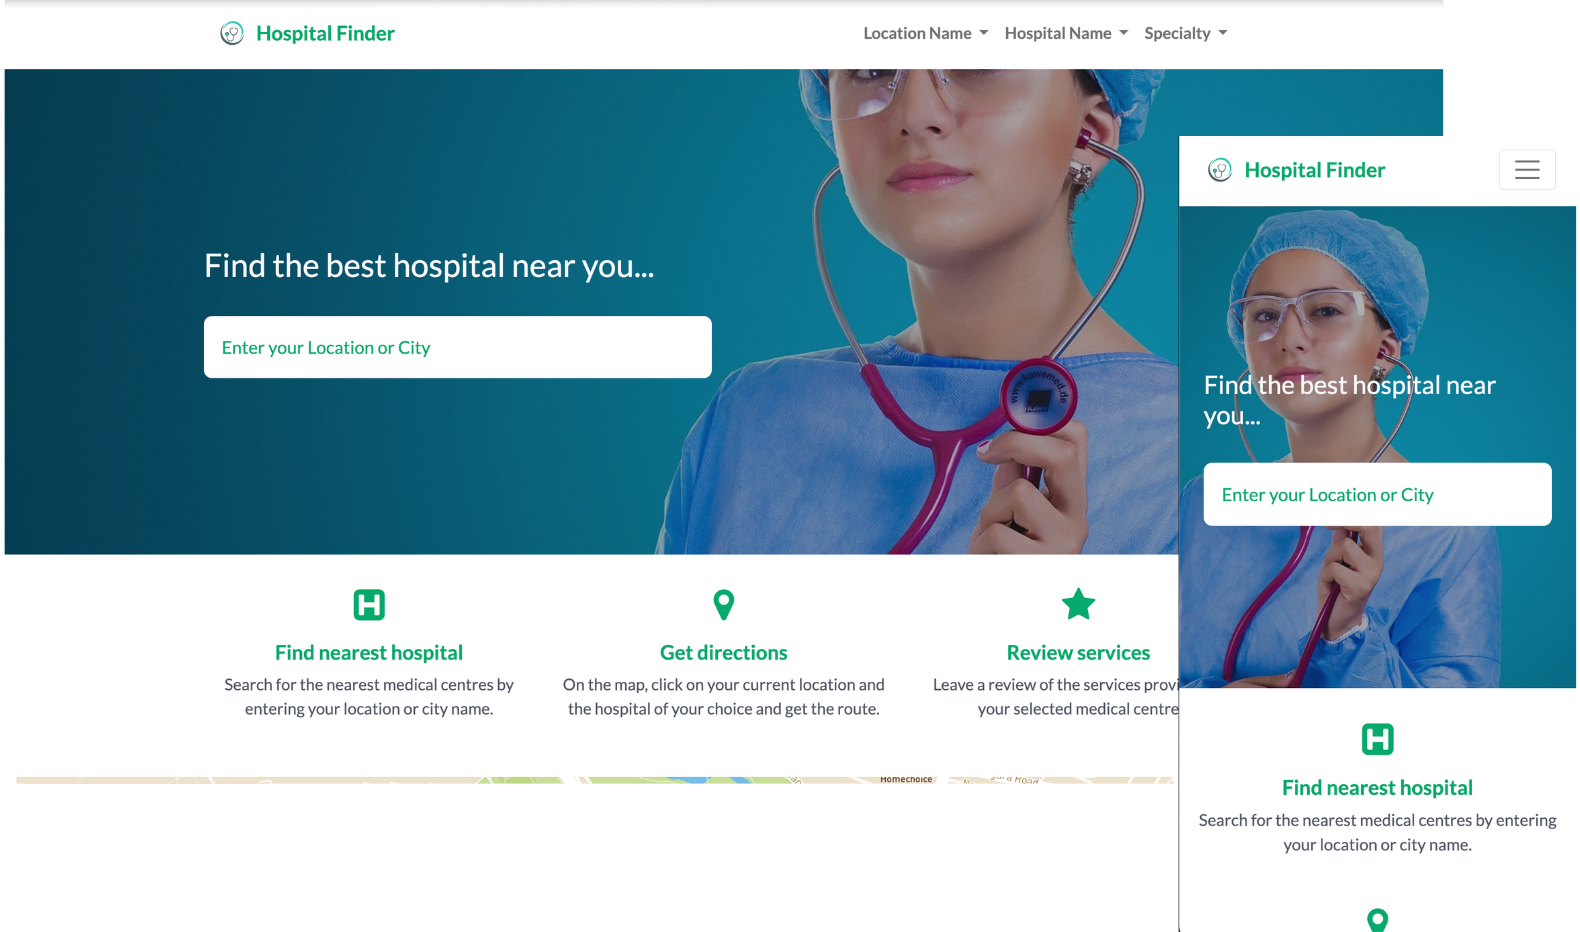 Hospital Finder
Location Name
Hospital Name
Specialty
Find the best hospital near you...
Enter your Location or City
www.kawemed.de
Find nearest hospital
Search for the nearest medical centres by
entering your location or city name.
Get directions
On the map, click on your current location and
the hospital of your choice and get the route.
Review services
Leave a review of the services provi
your selected medical centre
Homechoice
Road
Hospital Finder
Find the best hospital near
you...
Enter your Location or City
Find nearest hospital
Search for the nearest medical centres by entering
your location or city name.